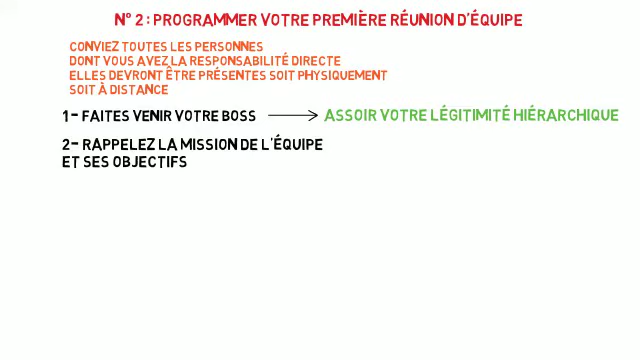 N° 2 : PROGRAMMER VOTRE PREMIÈRE RÉUNION D'ÉQUIPE
CONVIEZ TOUTES LES PERSONNES
DONT VOUS AVEZ LA RESPONSABILITÉ DIRECTE
ELLES DEVRONT ÊTRE PRÉSENTES SOIT PHYSIQUEMENT
SOIT À DISTANCE
1- FAITES VENIR VOTRE BOSS → ASSOIR VOTRE LÉGITIMITÉ HIÉRARCHIQUE
2- RAPPELEZ LA MISSION DE L'ÉQUIPE
ET SES OBJECTIFS